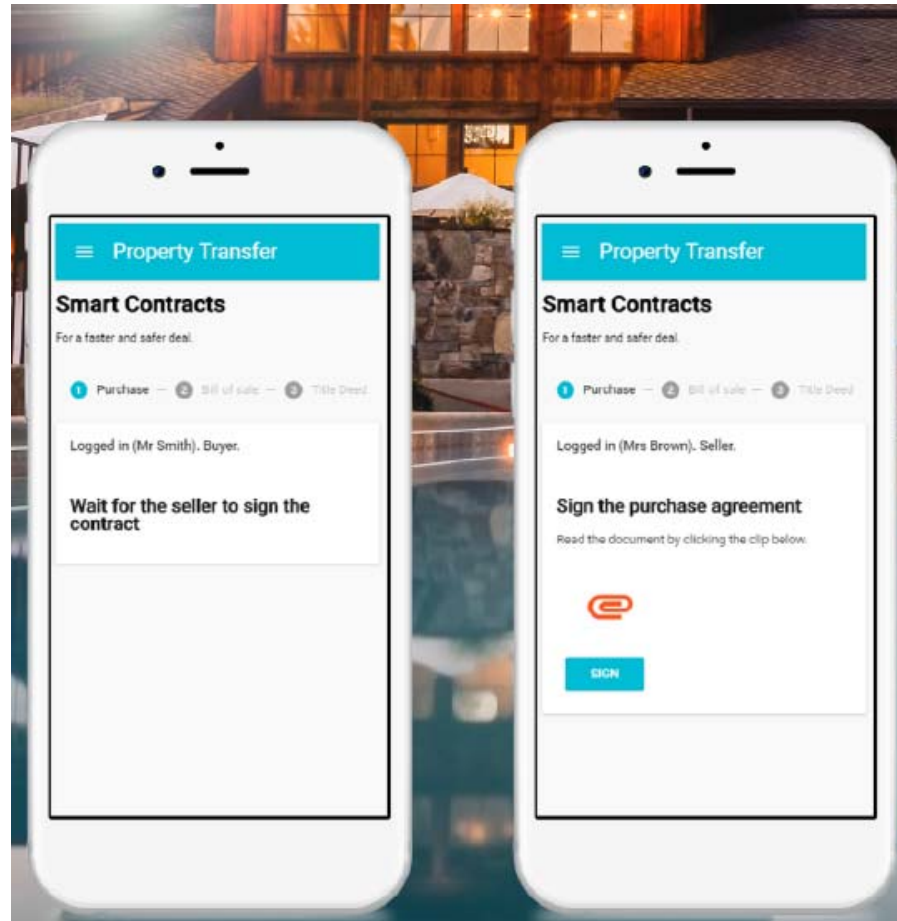 Property Transfer
Smart Contracts
For a faster and safer deal.
1 Purchase — 2 Bill of sale — 3 Title Deed
Logged in (Mr Smith). Buyer.
Wait for the seller to sign the
contract
Property Transfer
Smart Contracts
For a faster and safer deal.
1 Purchase — 2 Bill of sale — 3 Title Deed
Logged in (Mrs Brown). Seller.
Sign the purchase agreement
Read the document by clicking the clip below.
SIGN